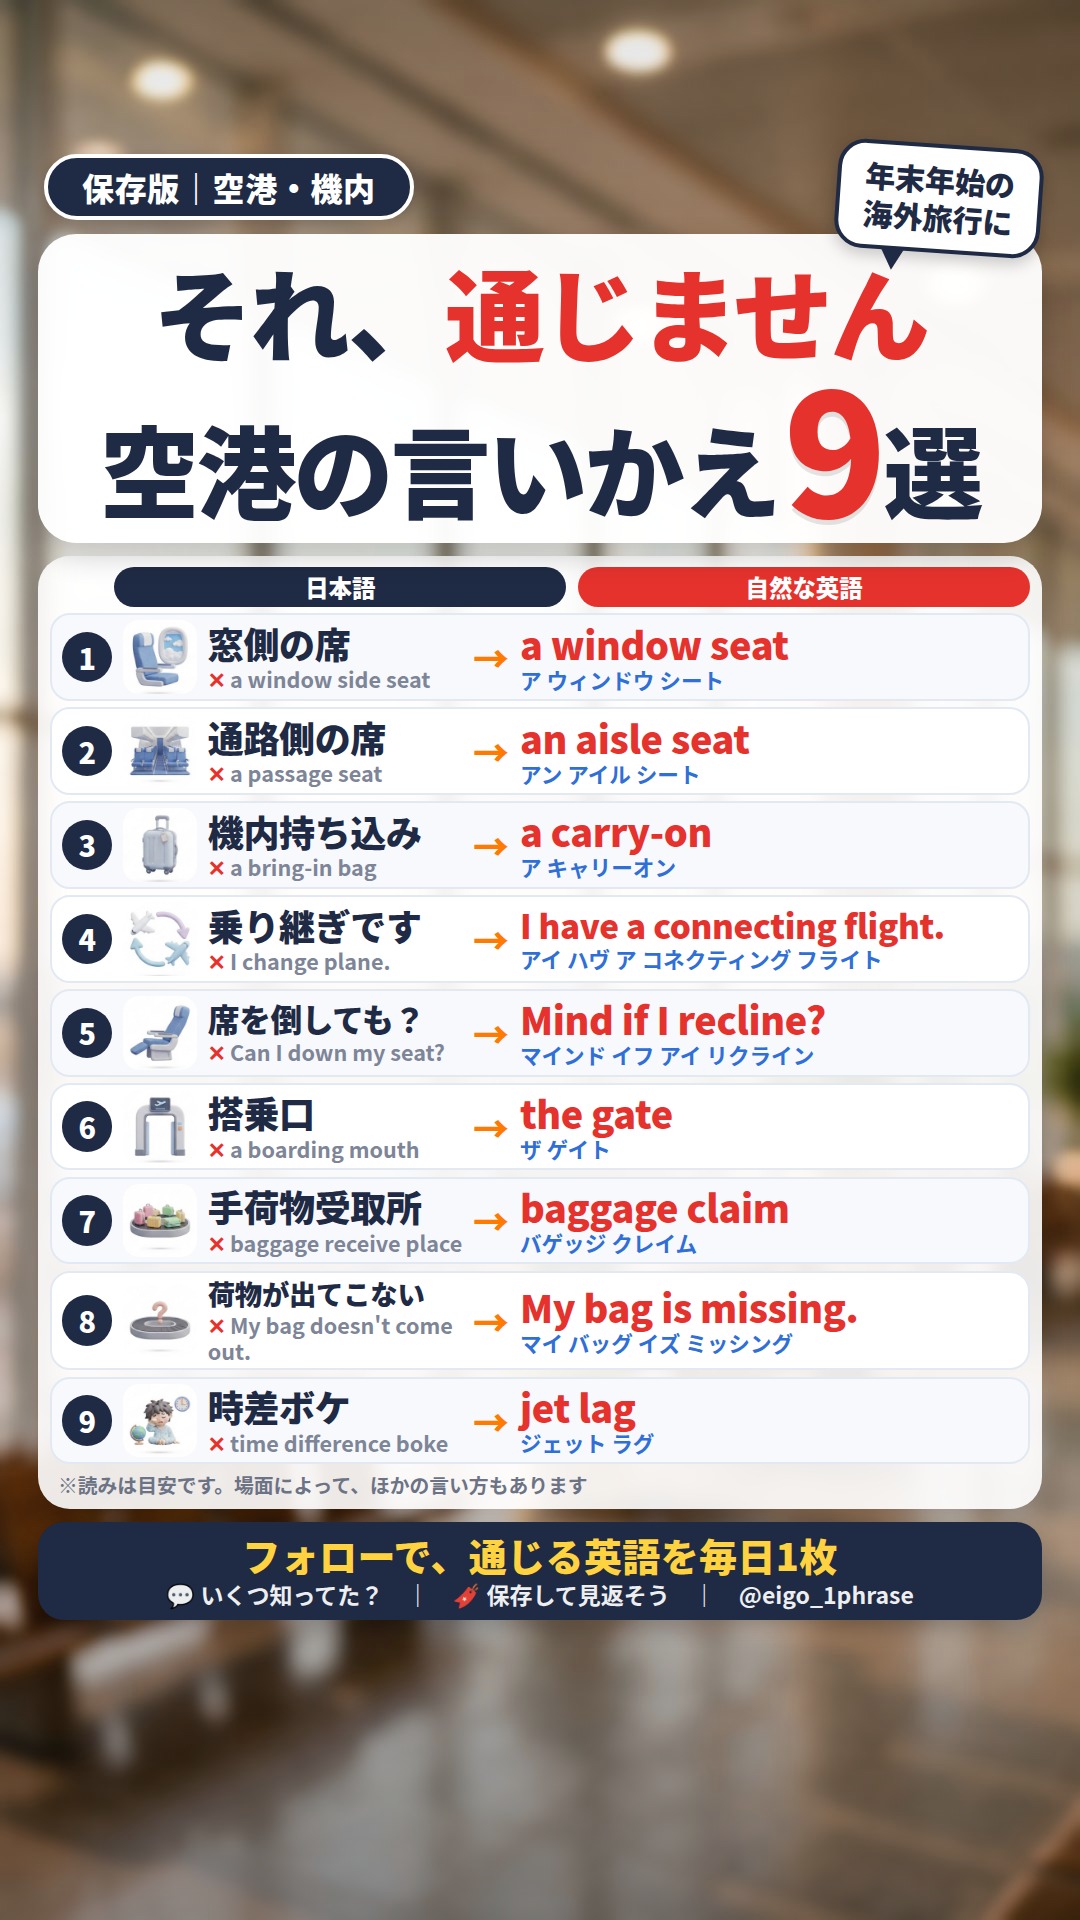 保存版｜空港・機内
年末年始の
海外旅行に
それ、通じません
空港の言いかえ9選
日本語
自然な英語
1
窓側の席
× a window side seat
→
a window seat
ア ウィンドウ シート
2
通路側の席
× a passage seat
→
an aisle seat
アン アイル シート
3
機内持ち込み
× a bring-in bag
→
a carry-on
ア キャリーオン
4
乗り継ぎです
× I change plane.
→
I have a connecting flight.
アイ ハヴ ア コネクティング フライト
5
席を倒しても？
× Can I down my seat?
→
Mind if I recline?
マインド イフ アイ リクライン
6
搭乗口
× a boarding mouth
→
the gate
ザ ゲイト
7
手荷物受取所
× baggage receive place
→
baggage claim
バゲッジ クレイム
8
荷物が出てこない
× My bag doesn't come
out.
→
My bag is missing.
マイ バッグ イズ ミッシング
9
時差ボケ
× time difference boke
→
jet lag
ジェット ラグ
※読みは目安です。場面によって、ほかの言い方もあります
フォローで、通じる英語を毎日1枚
💬 いくつ知ってた？ ｜ 🔖 保存して見返そう ｜ @eigo_1phrase